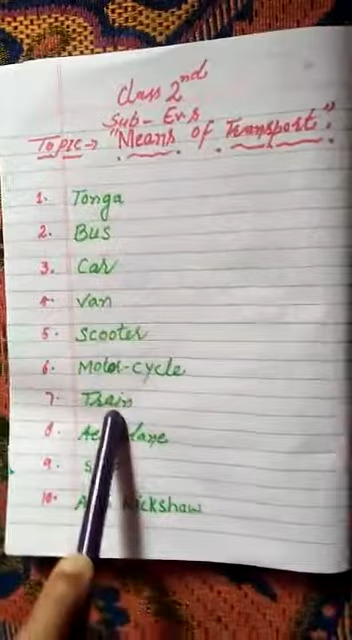 Class 2nd
Sub- Evs
Topic→ "Means of Transport".
1. Tonga
2. Bus
3. Car
4. Van
5. Scooter
6. Motor-cycle
7. Train
8.
9.
10. Rickshaw